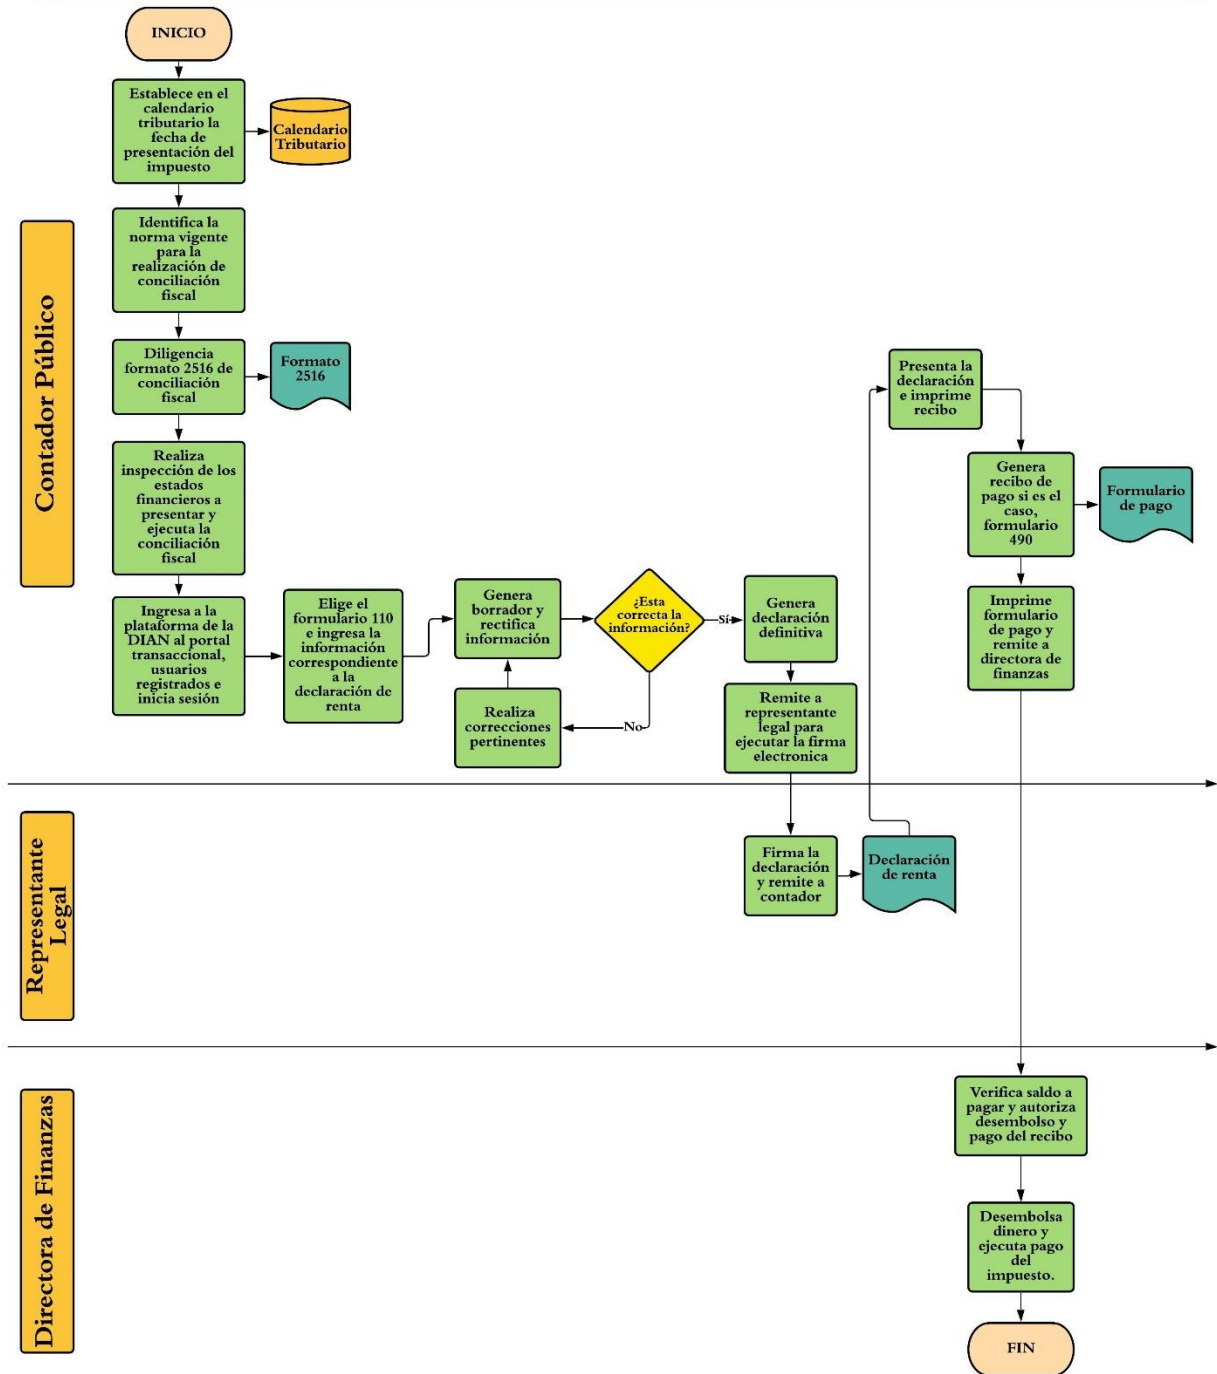 INICIO
Establece en el
calendario
tributario la
fecha de
presentación del
impuesto
Calendario
Tributario
Contador Público
Identifica la
norma vigente
para la
realización de
conciliación
fiscal
Diligencia
formato 2516 de
conciliación
fiscal
Formato
2516
Realiza
inspección de los
estados
financieros a
presentar y
ejecuta la
conciliación
fiscal
Ingresa a la
plataforma de la
DIAN al portal
transaccional,
usuarios
registrados e
inicia sesión
Elige el
formulario 110
e ingresa la
información
correspondiente
a la
declaración de
renta
Genera
borrador y
rectifica
información
¿Esta
correcta la
información?
No
Realiza
correcciones
pertinentes
Sí
Genera
declaración
definitiva
Remite a
representante
legal para
ejecutar la firma
electronica
Presenta la
declaración
e imprime
recibo
Genera
recibo de
pago si es el
caso,
formulario
490
Formulario
de pago
Imprime
formulario
de pago y
remite a
directora de
finanzas
Representante
Legal
Firma la
declaración
y remite a
contador
Declaración
de renta
Directora de Finanzas
Verifica saldo a
pagar y autoriza
desembolso y
pago del recibo
Desembolsa
dinero y
ejecuta pago
del
impuesto.
FIN